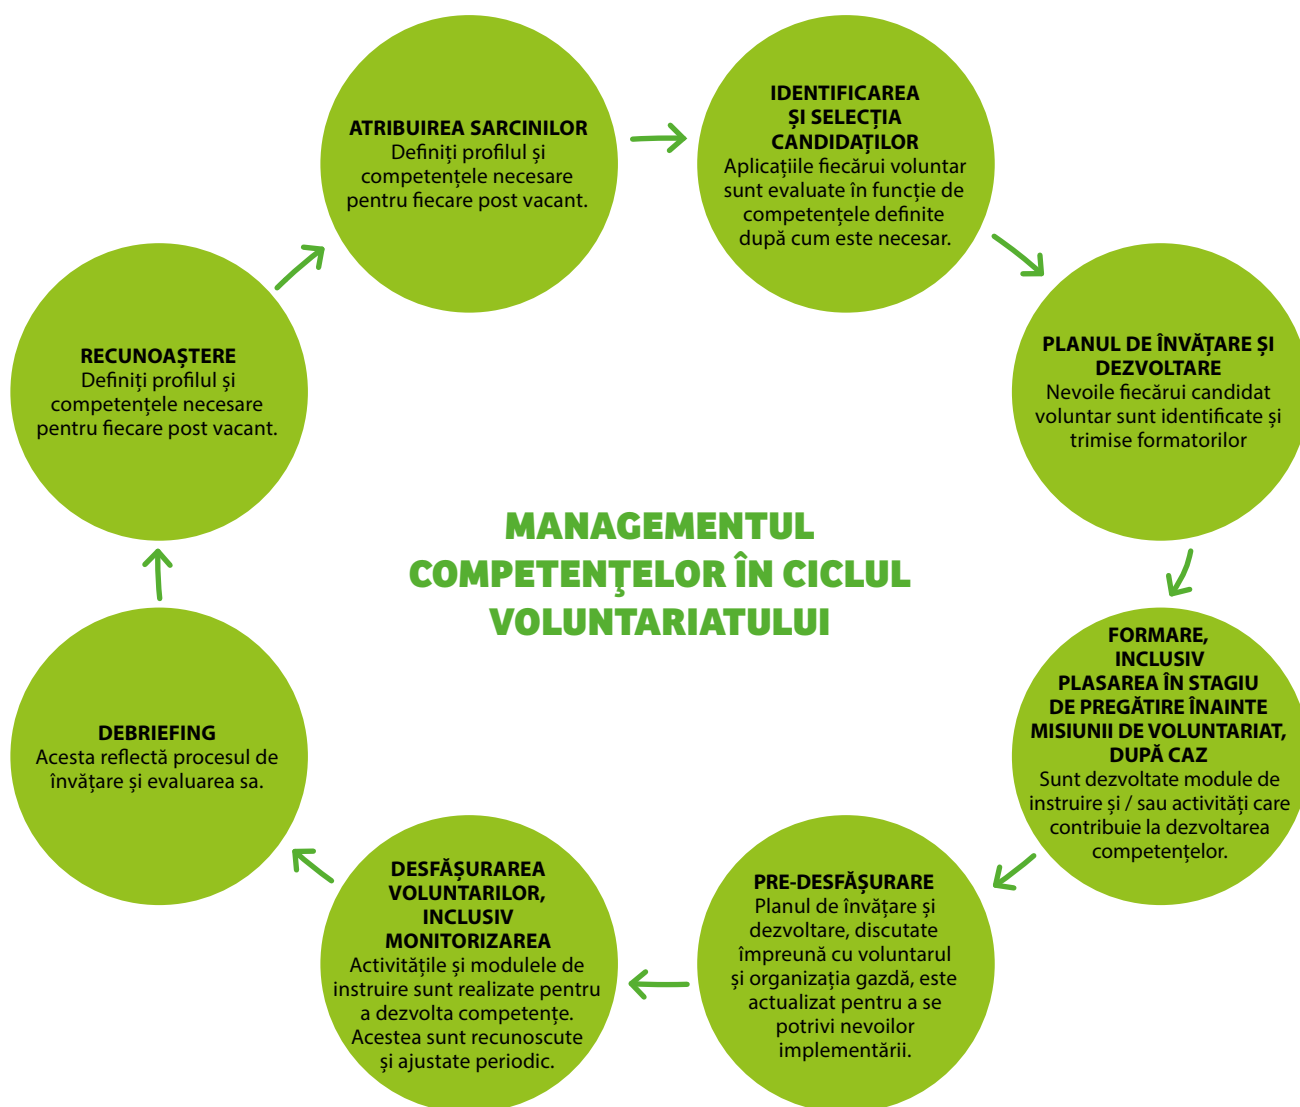 ATRIBUIREA SARCINILOR
Definiți profilul și
competențele necesare
pentru fiecare post vacant.
IDENTIFICAREA
ȘI SELECȚIA
CANDIDAȚILOR
Aplicațiile fiecărui voluntar
sunt evaluate în funcție de
competențele definite
după cum este necesar.
PLANUL DE ÎNVĂȚARE ȘI
DEZVOLTARE
Nevoile fiecărui candidat
voluntar sunt identificate și
trimise formatorilor
FORMARE,
INCLUSIV
PLASAREA ÎN STAGIU
DE PREGĂTIRE ÎNAINTE
MISIUNII DE VOLUNTARIAT,
DUPĂ CAZ
Sunt dezvoltate module de
instruire și / sau activități care
contribuie la dezvoltarea
competențelor.
PRE-DESFĂȘURARE
Planul de învățare și
dezvoltare, discutate
împreună cu voluntarul
și organizația gazdă, este
actualizat pentru a se
potrivi nevoilor
implementării.
DESFĂȘURAREA
VOLUNTARILOR,
INCLUSIV
MONITORIZAREA
Activitățile și modulele de
instruire sunt realizate pentru
a dezvolta competențe.
Acestea sunt recunoscute
și ajustate periodic.
DEBRIEFING
Acesta reflectă procesul de
învățare și evaluarea sa.
RECUNOAȘTERE
Definiți profilul și
competențele necesare
pentru fiecare post vacant.
MANAGEMENTUL
COMPETENŢELOR ÎN CICLUL
VOLUNTARIATULUI